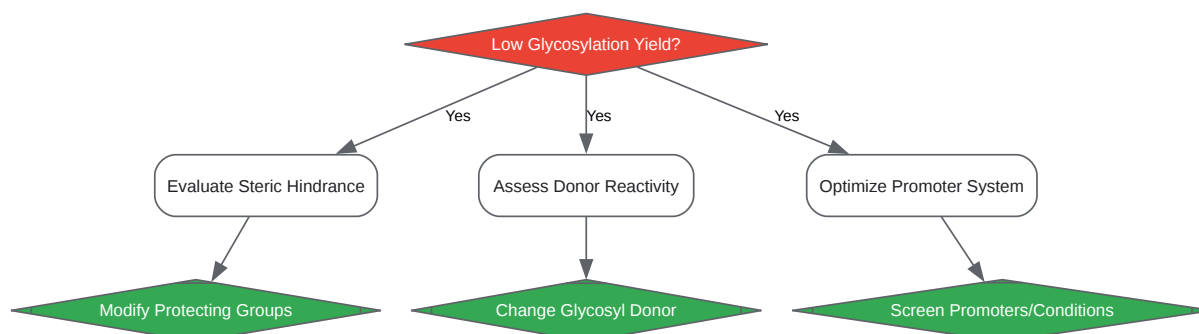 Low Glycosylation Yield?
Yes
Yes
Yes
Evaluate Steric Hindrance
Assess Donor Reactivity
Optimize Promoter System
Modify Protecting Groups
Change Glycosyl Donor
Screen Promoters/Conditions